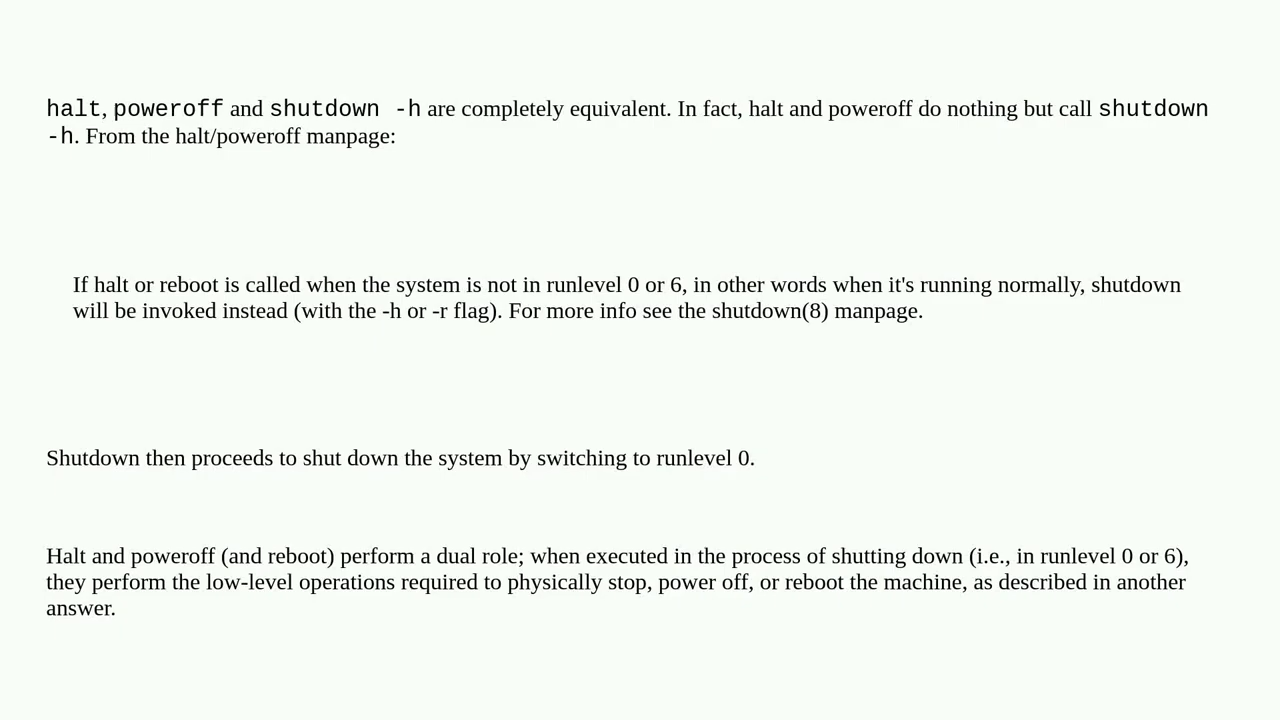 halt, poweroff and shutdown -h are completely equivalent. In fact, halt and poweroff do nothing but call shutdown
-h. From the halt/poweroff manpage:
If halt or reboot is called when the system is not in runlevel 0 or 6, in other words when it's running normally, shutdown
will be invoked instead (with the -h or -r flag). For more info see the shutdown(8) manpage.
Shutdown then proceeds to shut down the system by switching to runlevel 0.
Halt and poweroff (and reboot) perform a dual role; when executed in the process of shutting down (i.e., in runlevel 0 or 6),
they perform the low-level operations required to physically stop, power off, or reboot the machine, as described in another
answer.